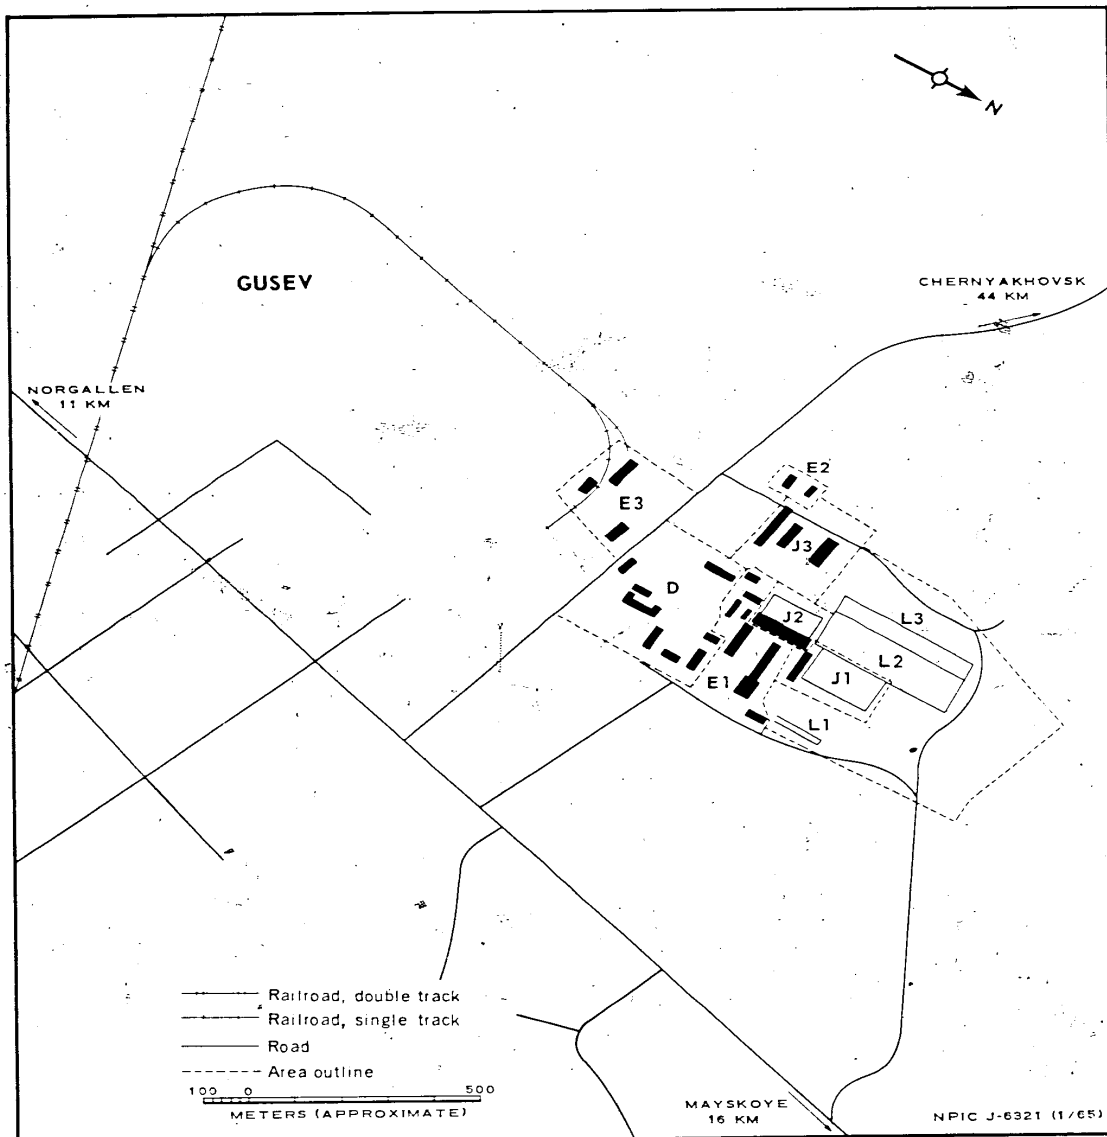 N
GUSEV
CHERNYAKHOVSK
44 KM
NORGALLEN
11 KM
E2
E3
J3
D
J2
L3
L2
J1
E1
L1
Railroad, double track
Railroad, single track
Road
Area outline
100 0 500
METERS (APPROXIMATE)
MAYSKOYE
16 KM
NPIC J-6321 (1/65)